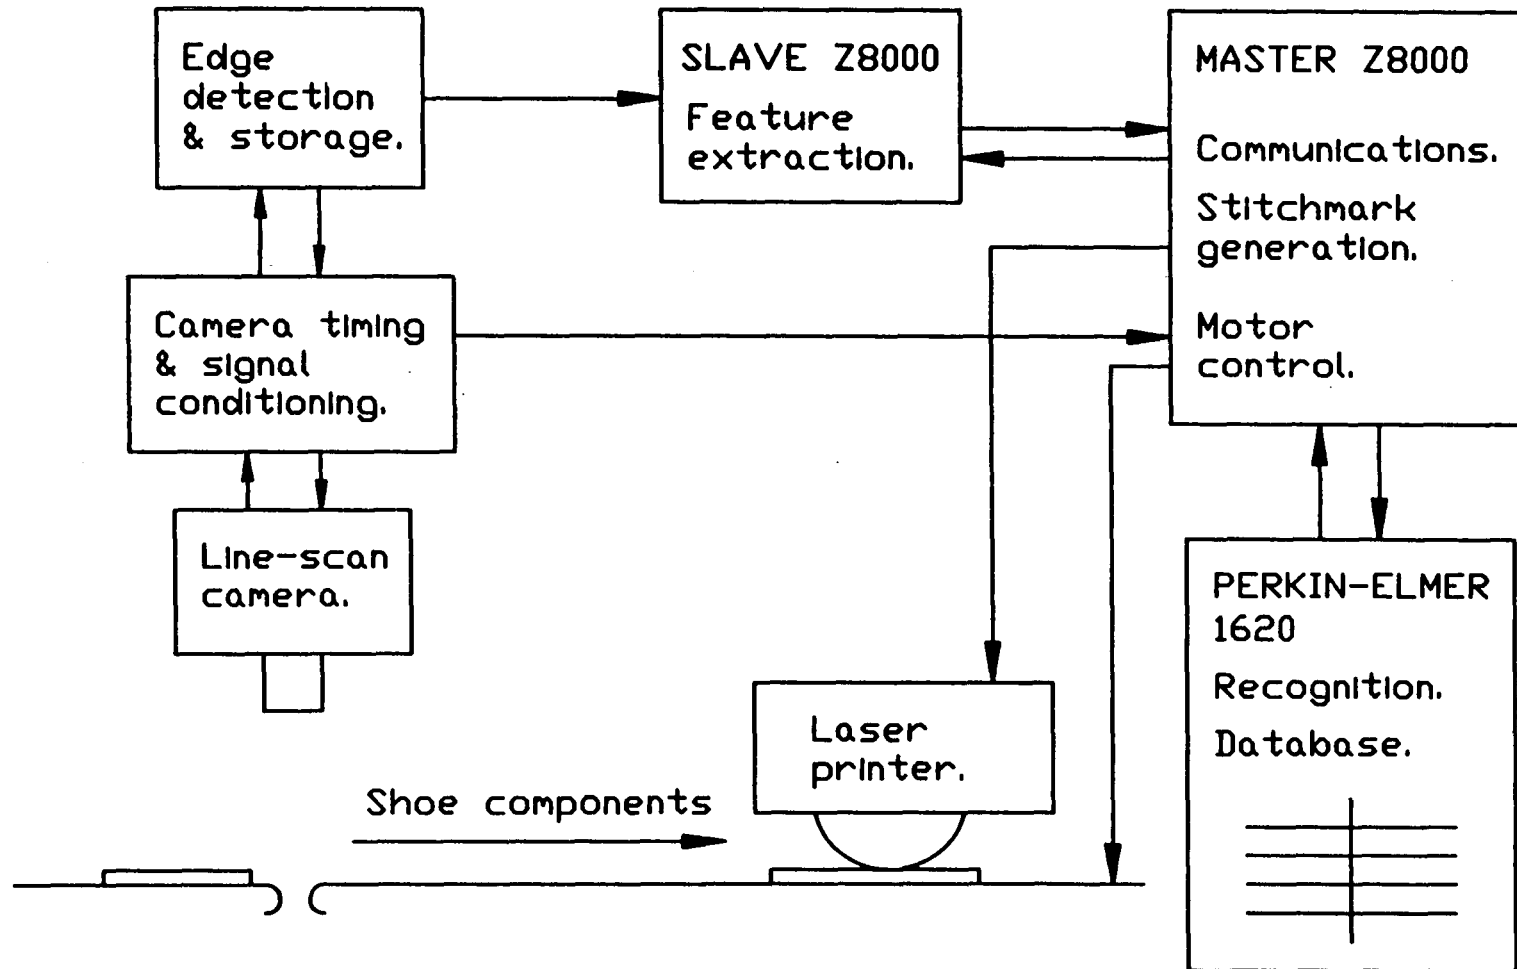 Edge
detection
& storage.
SLAVE Z8000
Feature
extraction.
MASTER Z8000
Communications.
Stitchmark
generation.
Motor
control.
Camera timing
& signal
conditioning.
Line-scan
camera.
PERKIN-ELMER
1620
Recognition.
Database.
Laser
printer.
Shoe components